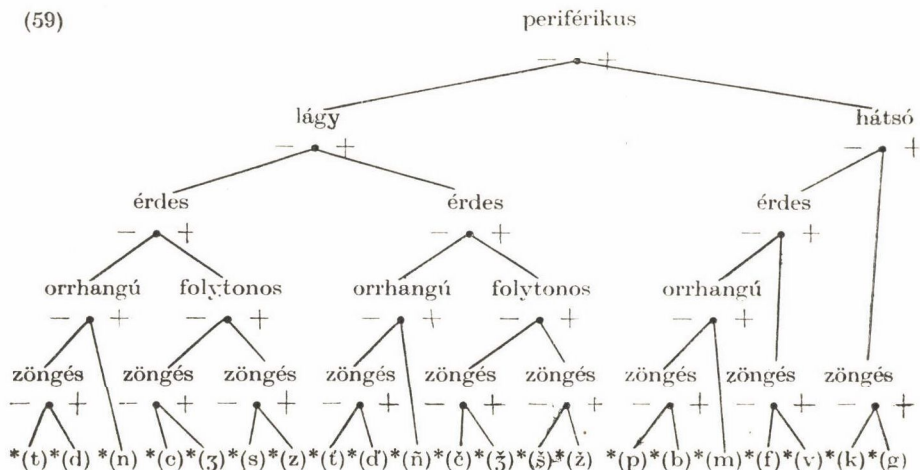 (59) periférikus
− +
lágy hátsó
− + − +
érdes érdes érdes
− + − + − +
orrhangú folytonos orrhangú folytonos orrhangú
− + − + − + − + − +
zöngés zöngés zöngés zöngés zöngés zöngés zöngés zöngés zöngés
− + − + − + − + − + − + − + − + − +
*(t) *(d) *(n) *(c) *(ʒ) *(s) *(z) *(ť) *(ď) *(ñ) *(č) *(ǯ) *(š) *(ž) *(p) *(b) *(m) *(f) *(v) *(k) *(g)